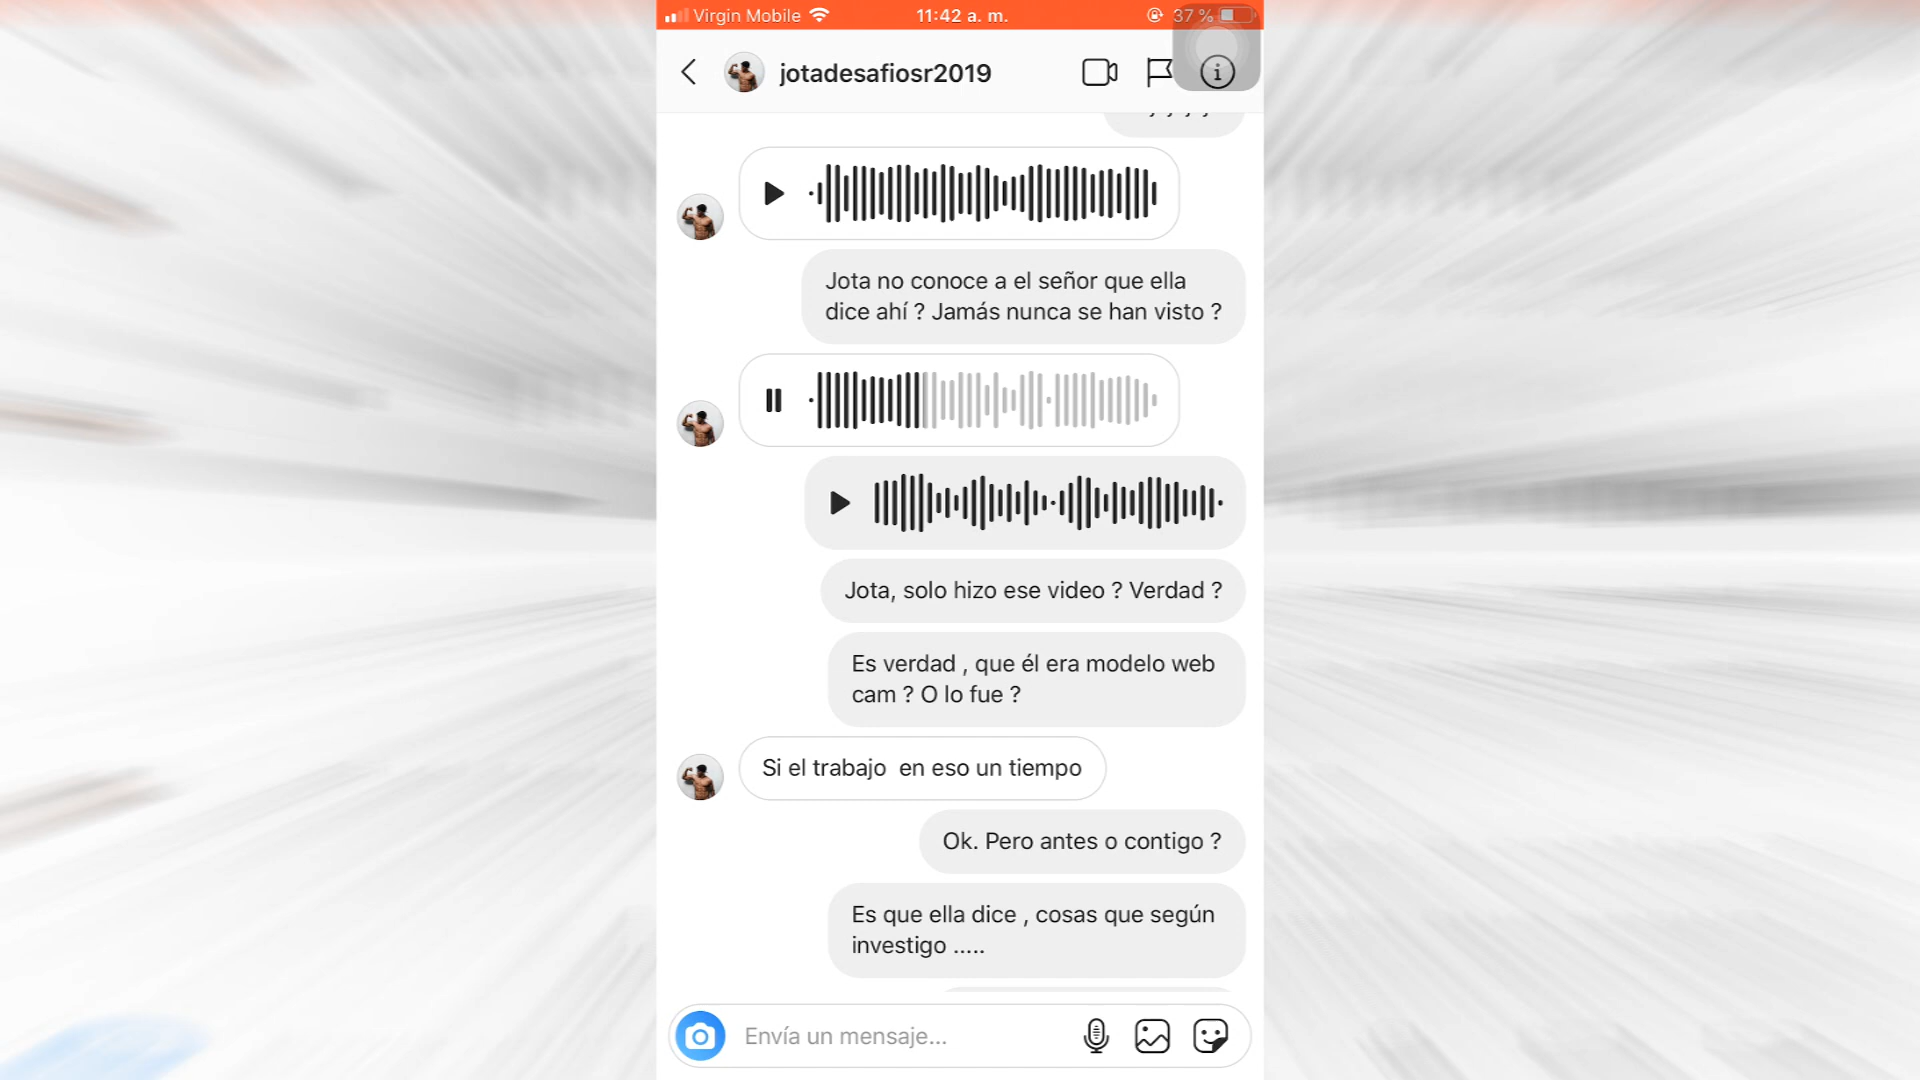 Virgin Mobile
11:42 a. m.
37 %
jotadesafiosr2019
Jota no conoce a el señor que ella
dice ahí ? Jamás nunca se han visto ?
Jota, solo hizo ese video ? Verdad ?
Es verdad , que él era modelo web
cam ? O lo fue ?
Si el trabajo  en eso un tiempo
Ok. Pero antes o contigo ?
Es que ella dice , cosas que según
investigo .....
Envía un mensaje...